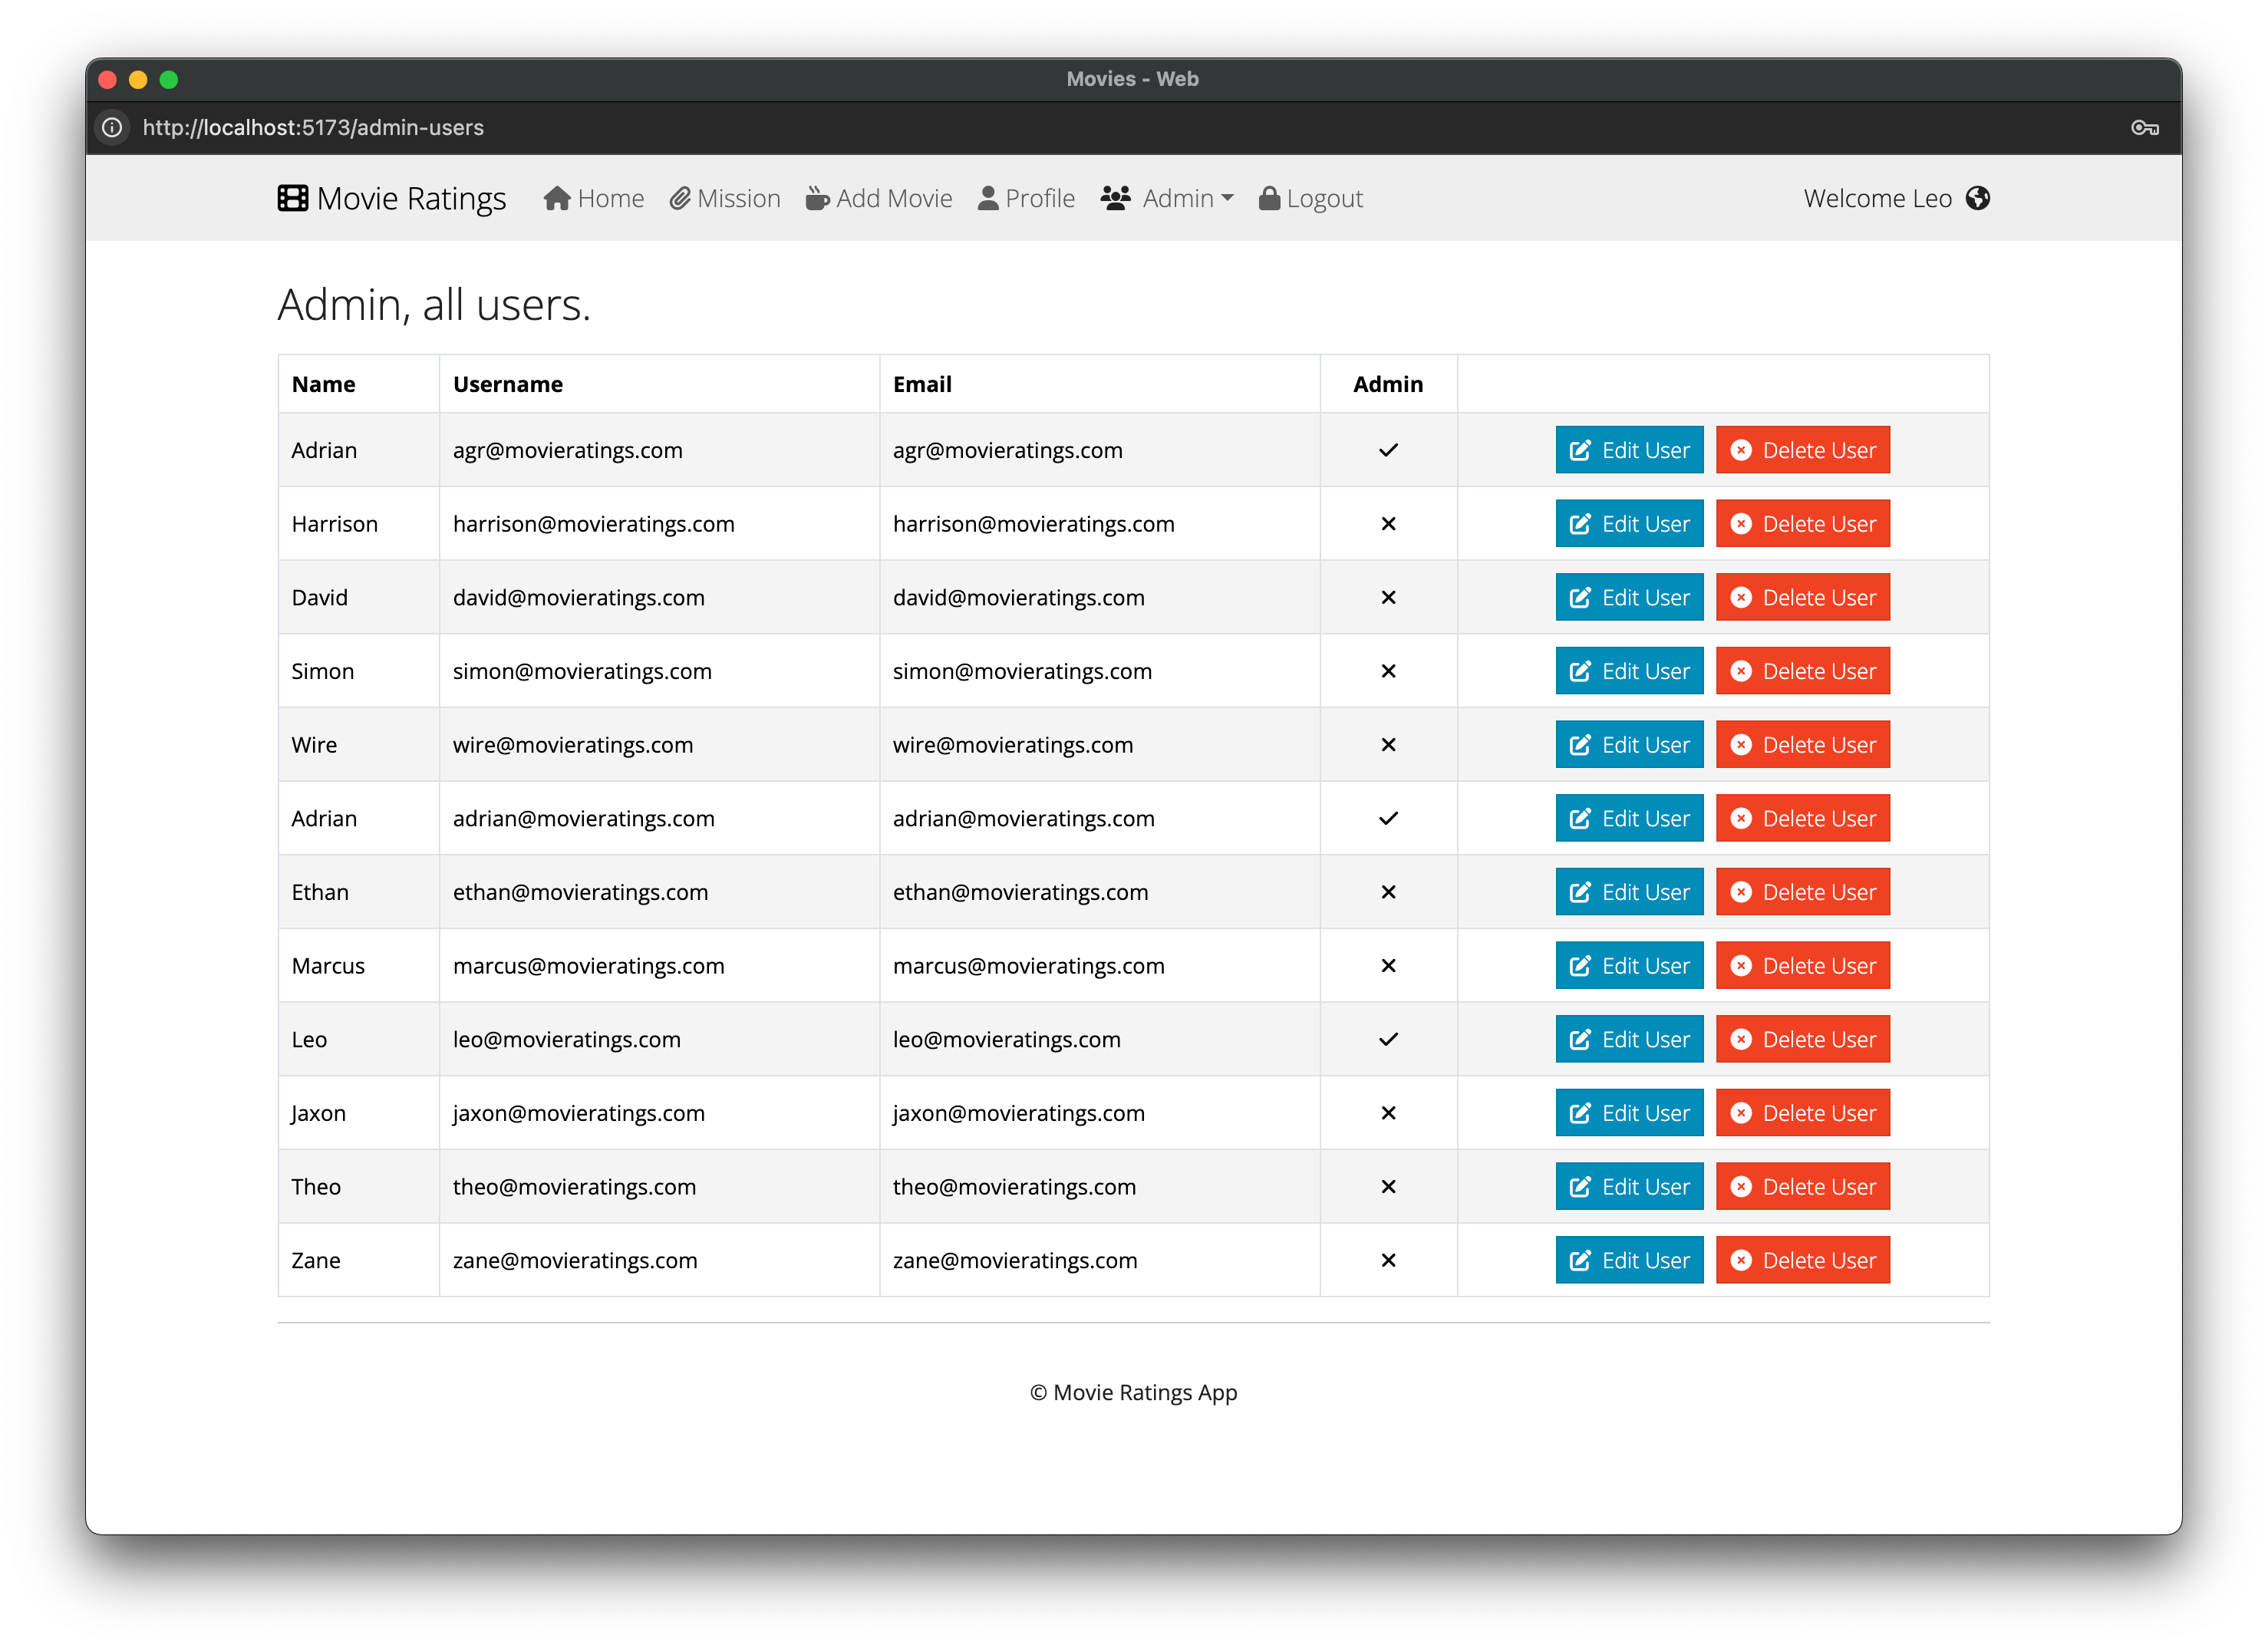 Movies - Web
http://localhost:5173/admin-users
Movie Ratings Home Mission Add Movie Profile Admin Logout Welcome Leo
Admin, all users.
Name Username Email Admin
Adrian agr@movieratings.com agr@movieratings.com Edit User Delete User
Harrison harrison@movieratings.com harrison@movieratings.com Edit User Delete User
David david@movieratings.com david@movieratings.com Edit User Delete User
Simon simon@movieratings.com simon@movieratings.com Edit User Delete User
Wire wire@movieratings.com wire@movieratings.com Edit User Delete User
Adrian adrian@movieratings.com adrian@movieratings.com Edit User Delete User
Ethan ethan@movieratings.com ethan@movieratings.com Edit User Delete User
Marcus marcus@movieratings.com marcus@movieratings.com Edit User Delete User
Leo leo@movieratings.com leo@movieratings.com Edit User Delete User
Jaxon jaxon@movieratings.com jaxon@movieratings.com Edit User Delete User
Theo theo@movieratings.com theo@movieratings.com Edit User Delete User
Zane zane@movieratings.com zane@movieratings.com Edit User Delete User
© Movie Ratings App